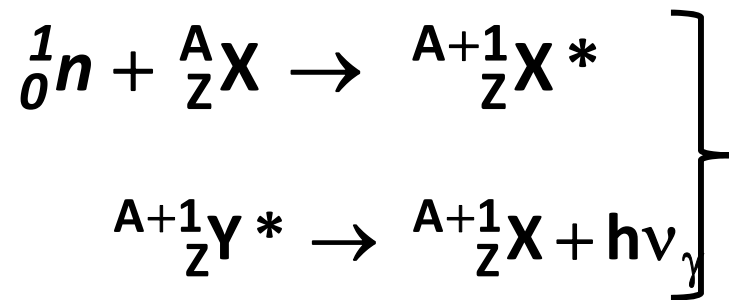 ¹₀n + ᴬ_ZX → ᴬ⁺¹_ZX*
ᴬ⁺¹_ZY* → ᴬ⁺¹_ZX + hν_γ